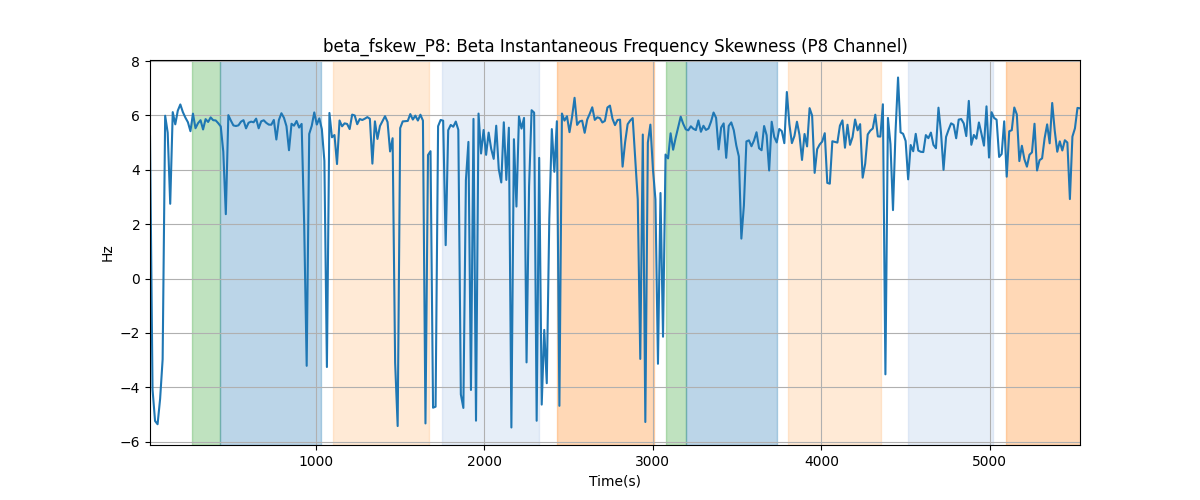 beta_fskew_P8: Beta Instantaneous Frequency Skewness (P8 Channel)
8
6
4
2
0
−2
−4
−6
Hz
1000 2000 3000 4000 5000
Time(s)